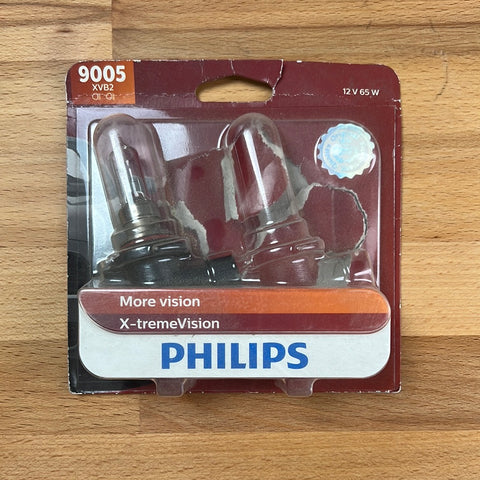 9005
XVB2
12 V 65 W
More vision
X-tremeVision
PHILIPS